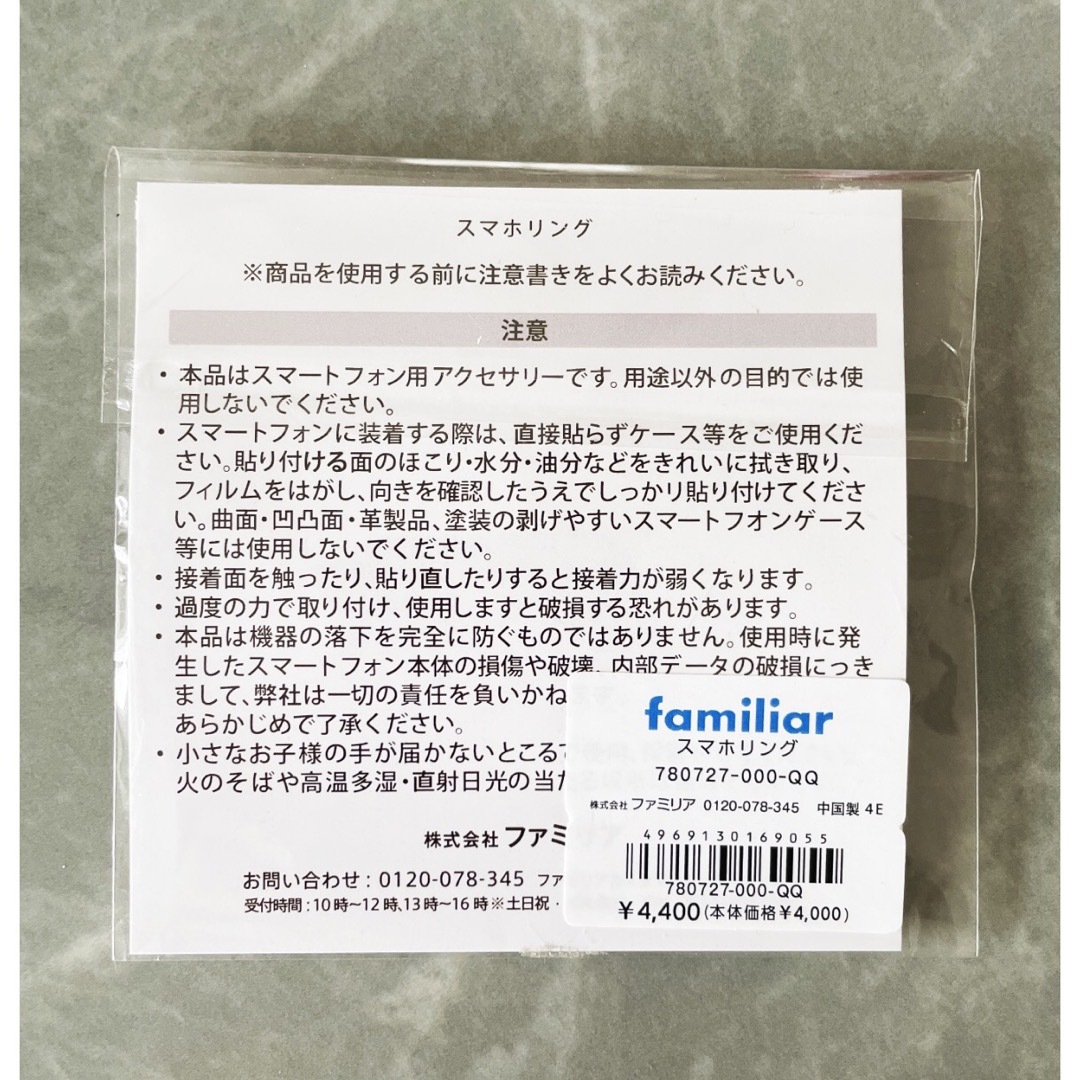 スマホリング
※商品を使用する前に注意書きをよくお読みください。
注意
・本品はスマートフォン用アクセサリーです。用途以外の目的では使
用しないでください。
・スマートフォンに装着する際は、直接貼らずケース等をご使用くだ
さい。貼り付ける面のほこり・水分・油分などをきれいに拭き取り、
フィルムをはがし、向きを確認したうえでしっかり貼り付けてくださ
い。曲面・凹凸面・革製品、塗装の剥げやすいスマートフオンケース
等には使用しないでください。
・接着面を触ったり、貼り直したりすると接着力が弱くなります。
・過度の力で取り付け、使用しますと破損する恐れがあります。
・本品は機器の落下を完全に防ぐものではありません。使用時に発
生したスマートフォン本体の損傷や破壊、内部データの破損につき
まして、弊社は一切の責任を負いかねます。
あらかじめご了承ください。
・小さなお子様の手が届かないところで
火のそばや高温多湿・直射日光の当た
株式会社 ファミリア
お問い合わせ：0120-078-345
受付時間：10時〜12時、13時〜16時※土日祝・
familiar
スマホリング
780727-000-QQ
株式会社 ファミリア 0120-078-345 中国製 4E
4969130169055
780727-000-QQ
¥4,400(本体価格¥4,000)